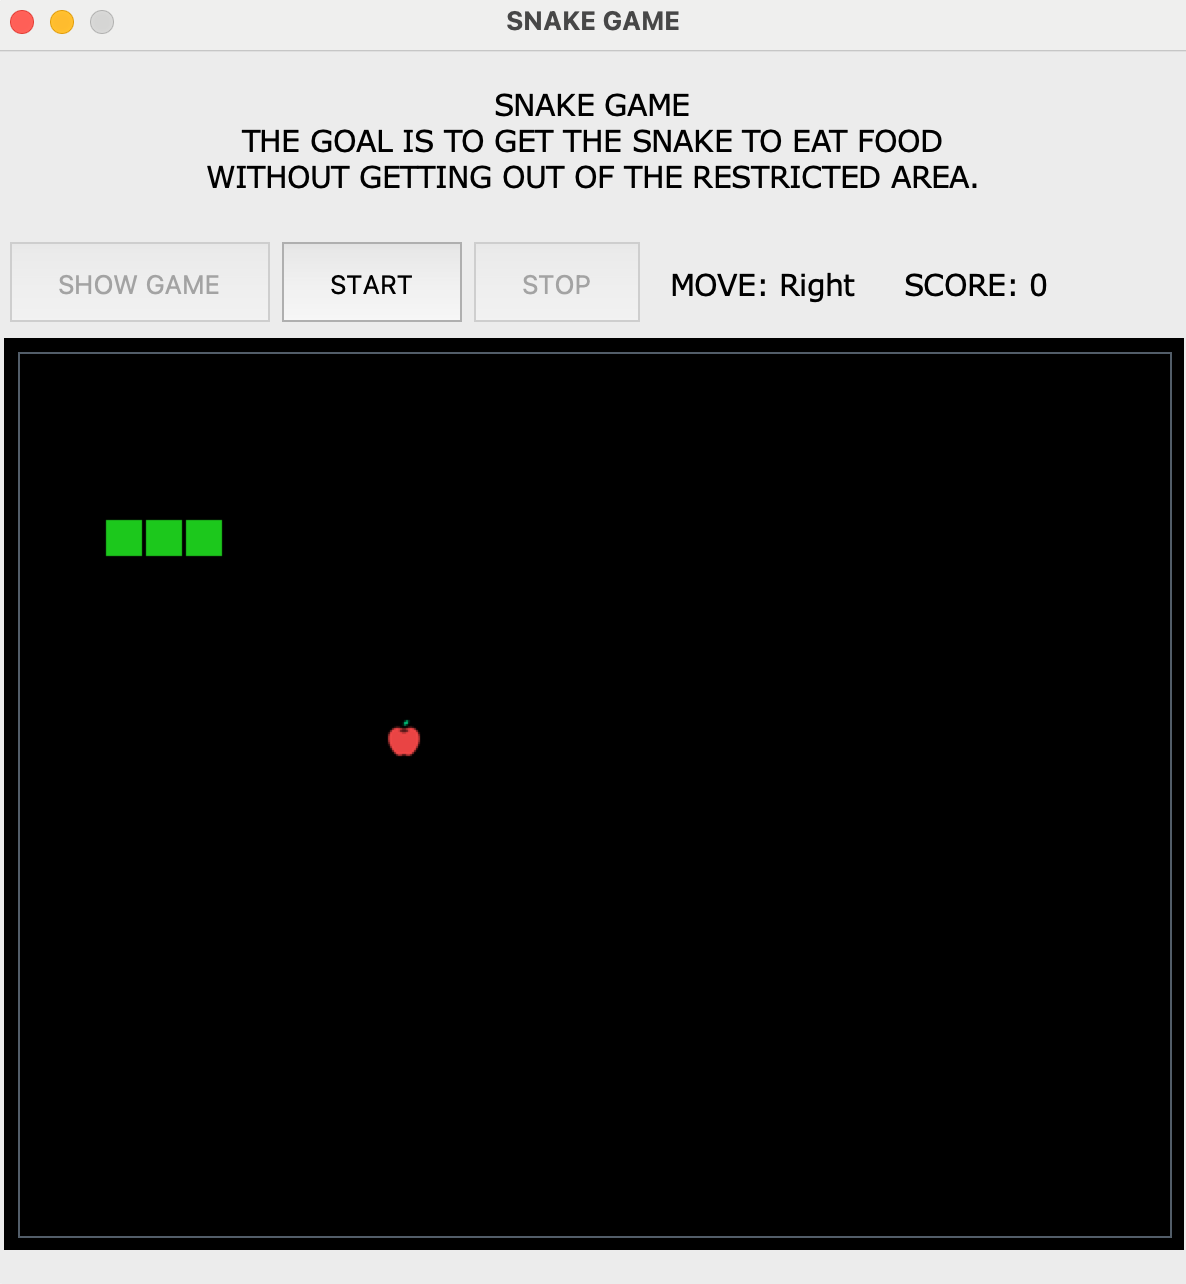 SNAKE GAME
SNAKE GAME
THE GOAL IS TO GET THE SNAKE TO EAT FOOD
WITHOUT GETTING OUT OF THE RESTRICTED AREA.
SHOW GAME START STOP MOVE: Right SCORE: 0